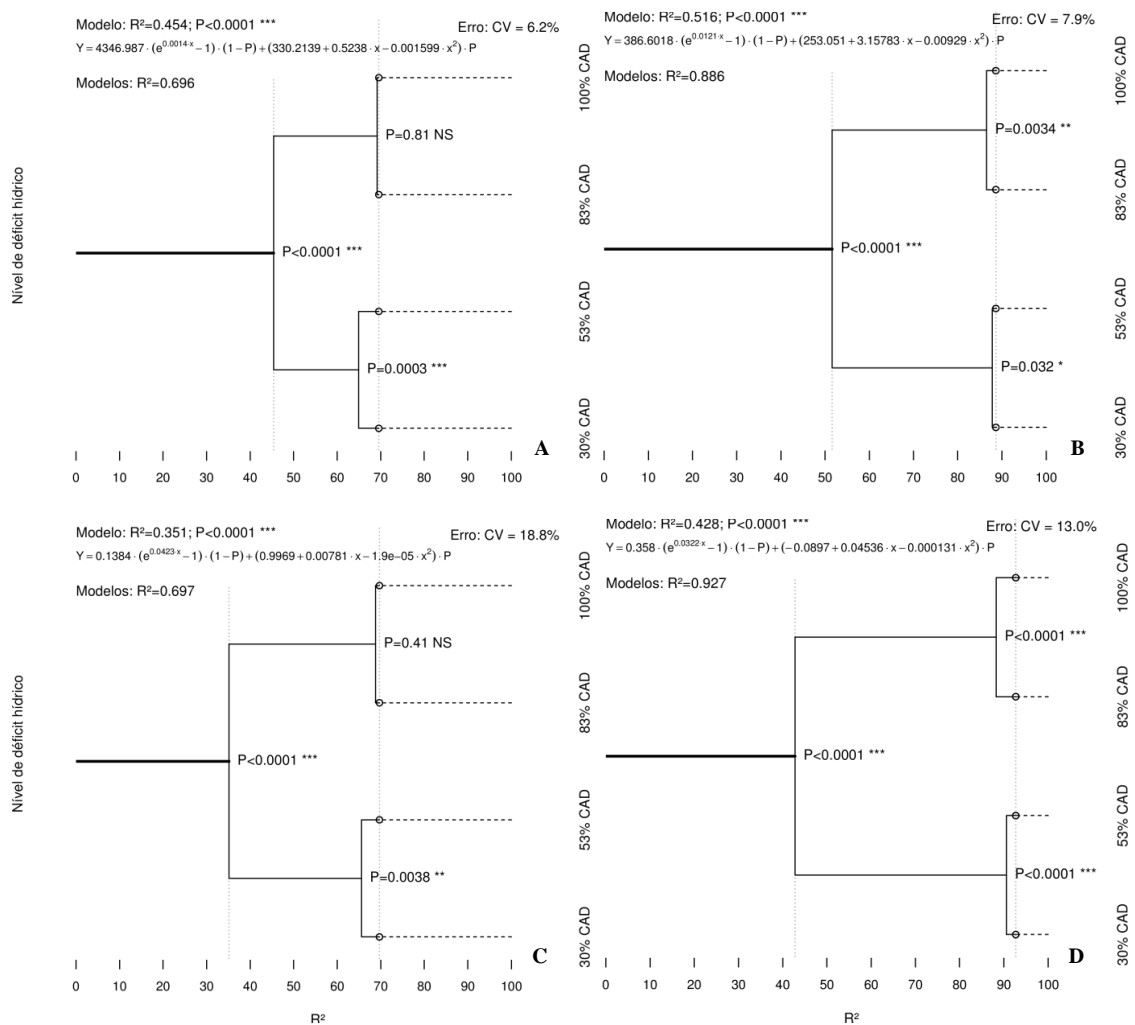 Modelo: R²=0.454; P<0.0001 ***
Erro: CV = 6.2%
Y = 4346.987 · (e^0.0014·x − 1) · (1 − P) + (330.2139 + 0.5238 · x − 0.001599 · x²) · P
Modelos: R²=0.696
100% CAD
P=0.81 NS
83% CAD
P<0.0001 ***
53% CAD
P=0.0003 ***
30% CAD
Nível de déficit hídrico
A
0 10 20 30 40 50 60 70 80 90 100
Modelo: R²=0.516; P<0.0001 ***
Erro: CV = 7.9%
Y = 386.6018 · (e^0.0121·x − 1) · (1 − P) + (253.051 + 3.15783 · x − 0.00929 · x²) · P
Modelos: R²=0.886
100% CAD
P=0.0034 **
83% CAD
P<0.0001 ***
53% CAD
P=0.032 *
30% CAD
B
0 10 20 30 40 50 60 70 80 90 100
Modelo: R²=0.351; P<0.0001 ***
Erro: CV = 18.8%
Y = 0.1384 · (e^0.0423·x − 1) · (1 − P) + (0.9969 + 0.00781 · x − 1.9e−05 · x²) · P
Modelos: R²=0.697
100% CAD
P=0.41 NS
83% CAD
P<0.0001 ***
53% CAD
P=0.0038 **
30% CAD
Nível de déficit hídrico
C
0 10 20 30 40 50 60 70 80 90 100
R²
Modelo: R²=0.428; P<0.0001 ***
Erro: CV = 13.0%
Y = 0.358 · (e^0.0322·x − 1) · (1 − P) + (−0.0897 + 0.04536 · x − 0.000131 · x²) · P
Modelos: R²=0.927
100% CAD
P<0.0001 ***
83% CAD
P<0.0001 ***
53% CAD
P<0.0001 ***
30% CAD
D
0 10 20 30 40 50 60 70 80 90 100
R²